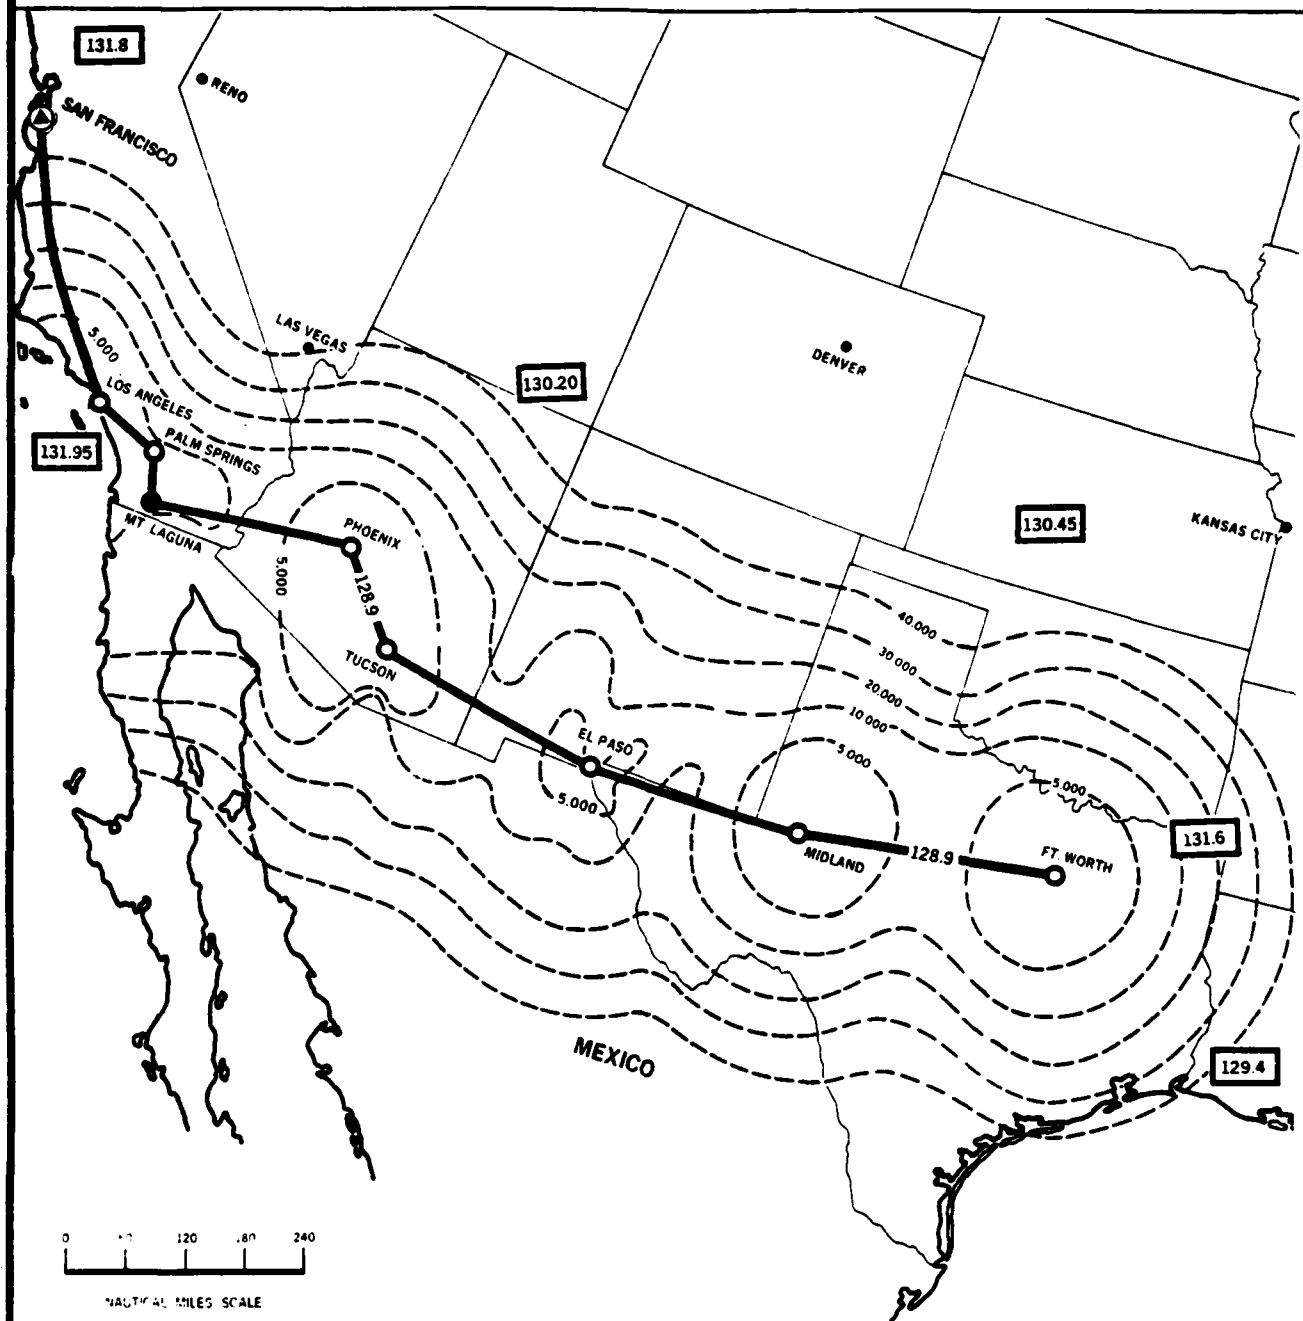 131.8
RENO
SAN FRANCISCO
LAS VEGAS
5.000
DENVER
130.20
LOS ANGELES
131.95
PALM SPRINGS
MT LAGUNA
PHOENIX
130.45
KANSAS CITY
5.000
128.9
40.000
TUCSON
30 000
20.000
10 000
EL PASO
5.000
5.000
5.000
131.6
MIDLAND
128.9
FT. WORTH
MEXICO
129.4
0 120 180 240
NAUTICAL MILES SCALE